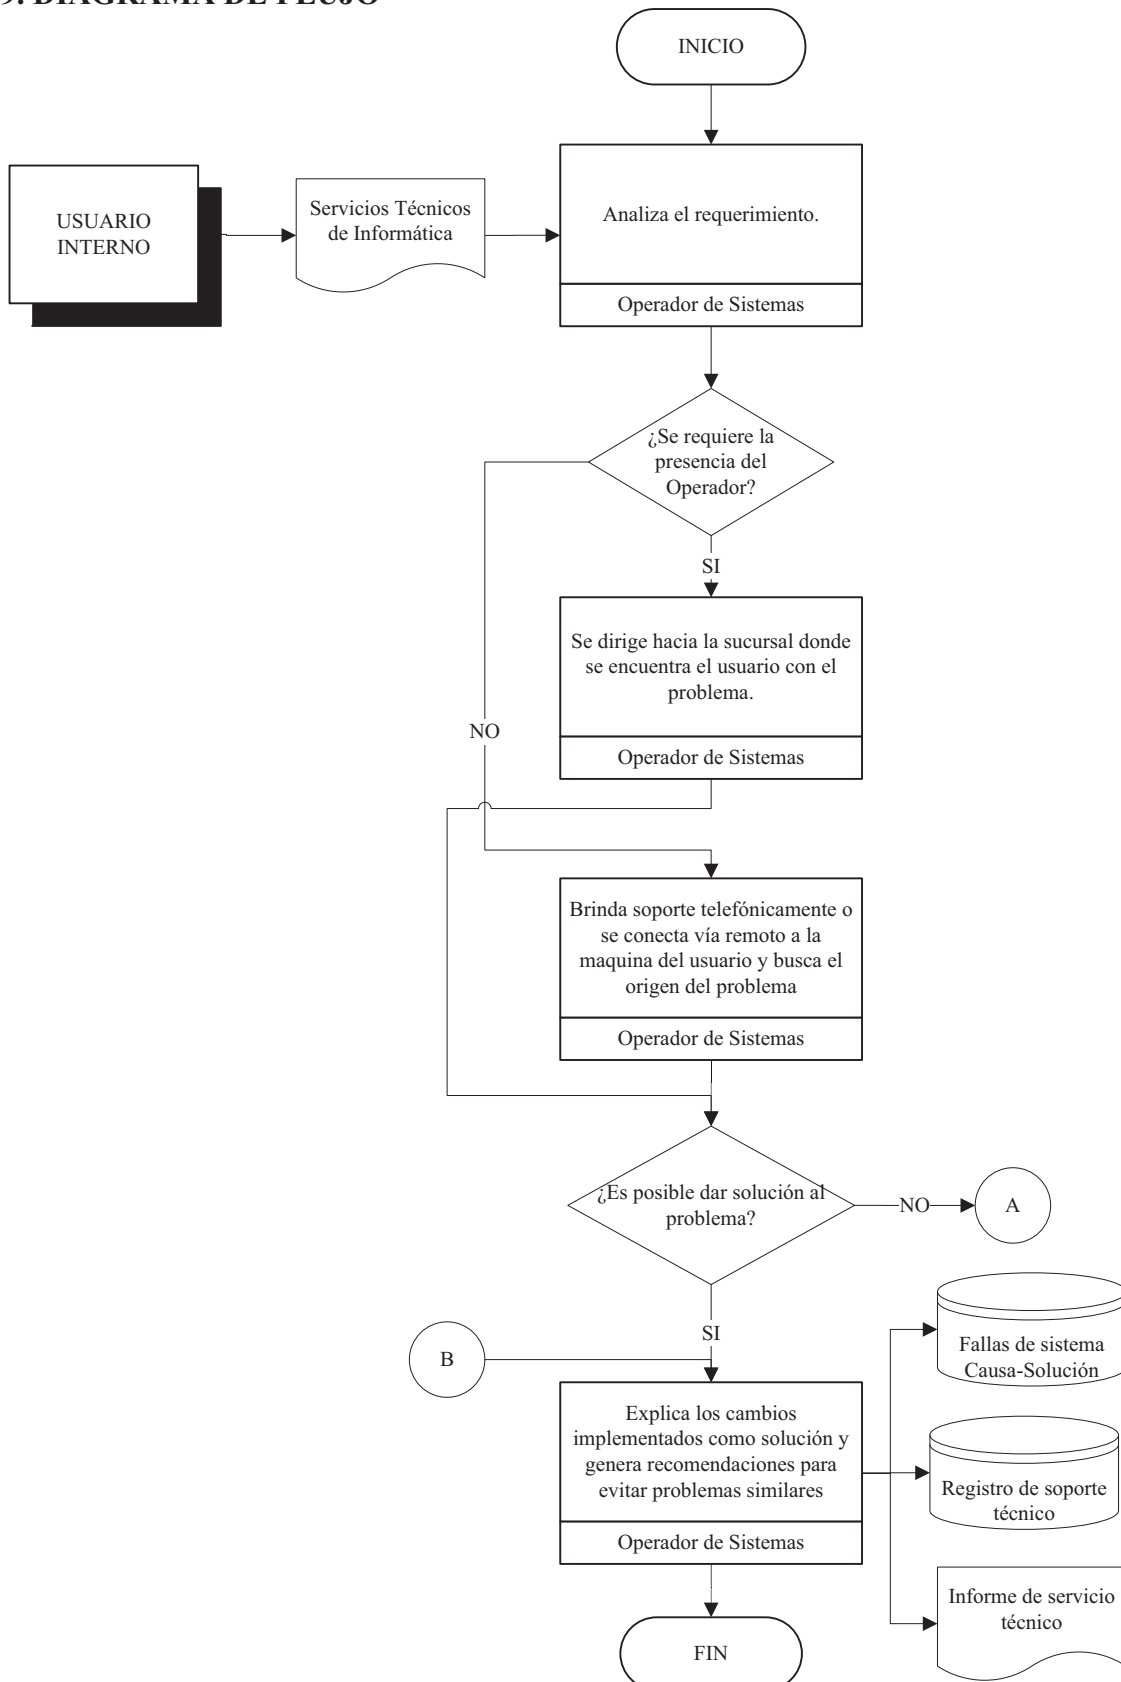 9. DIAGRAMA DE FLUJO
INICIO
USUARIO
INTERNO
Servicios Técnicos
de Informática
Analiza el requerimiento.
Operador de Sistemas
¿Se requiere la
presencia del
Operador?
SI
Se dirige hacia la sucursal donde
se encuentra el usuario con el
problema.
Operador de Sistemas
NO
Brinda soporte telefónicamente o
se conecta vía remoto a la
maquina del usuario y busca el
origen del problema
Operador de Sistemas
¿Es posible dar solución al
problema?
NO
A
SI
B
Explica los cambios
implementados como solución y
genera recomendaciones para
evitar problemas similares
Operador de Sistemas
Fallas de sistema
Causa-Solución
Registro de soporte
técnico
Informe de servicio
técnico
FIN